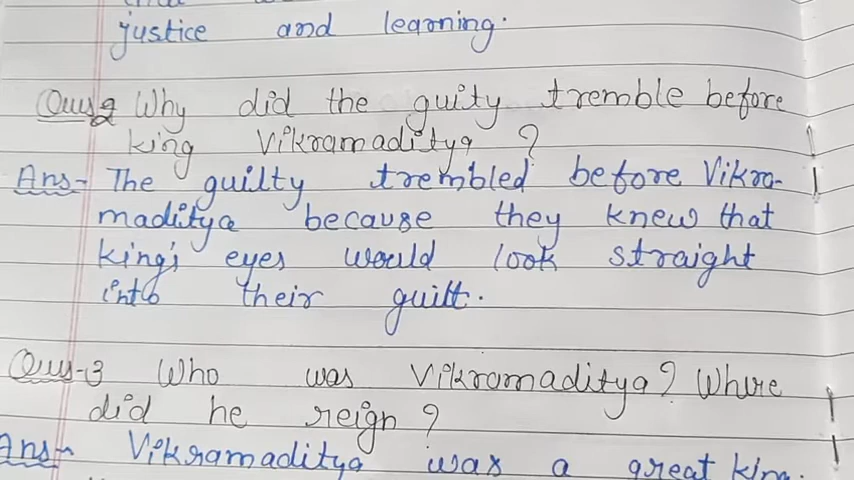 justice and learning.
Ques 2 Why did the guity tremble before
king Vikramaditya ?
Ans- The guilty trembled before Vikra-
maditya because they knew that
king's eyes would look straight
into their guilt.
Ques-3 Who was Vikramaditya? Where
did he reign ?
Ans- Vikramaditya was a great king.